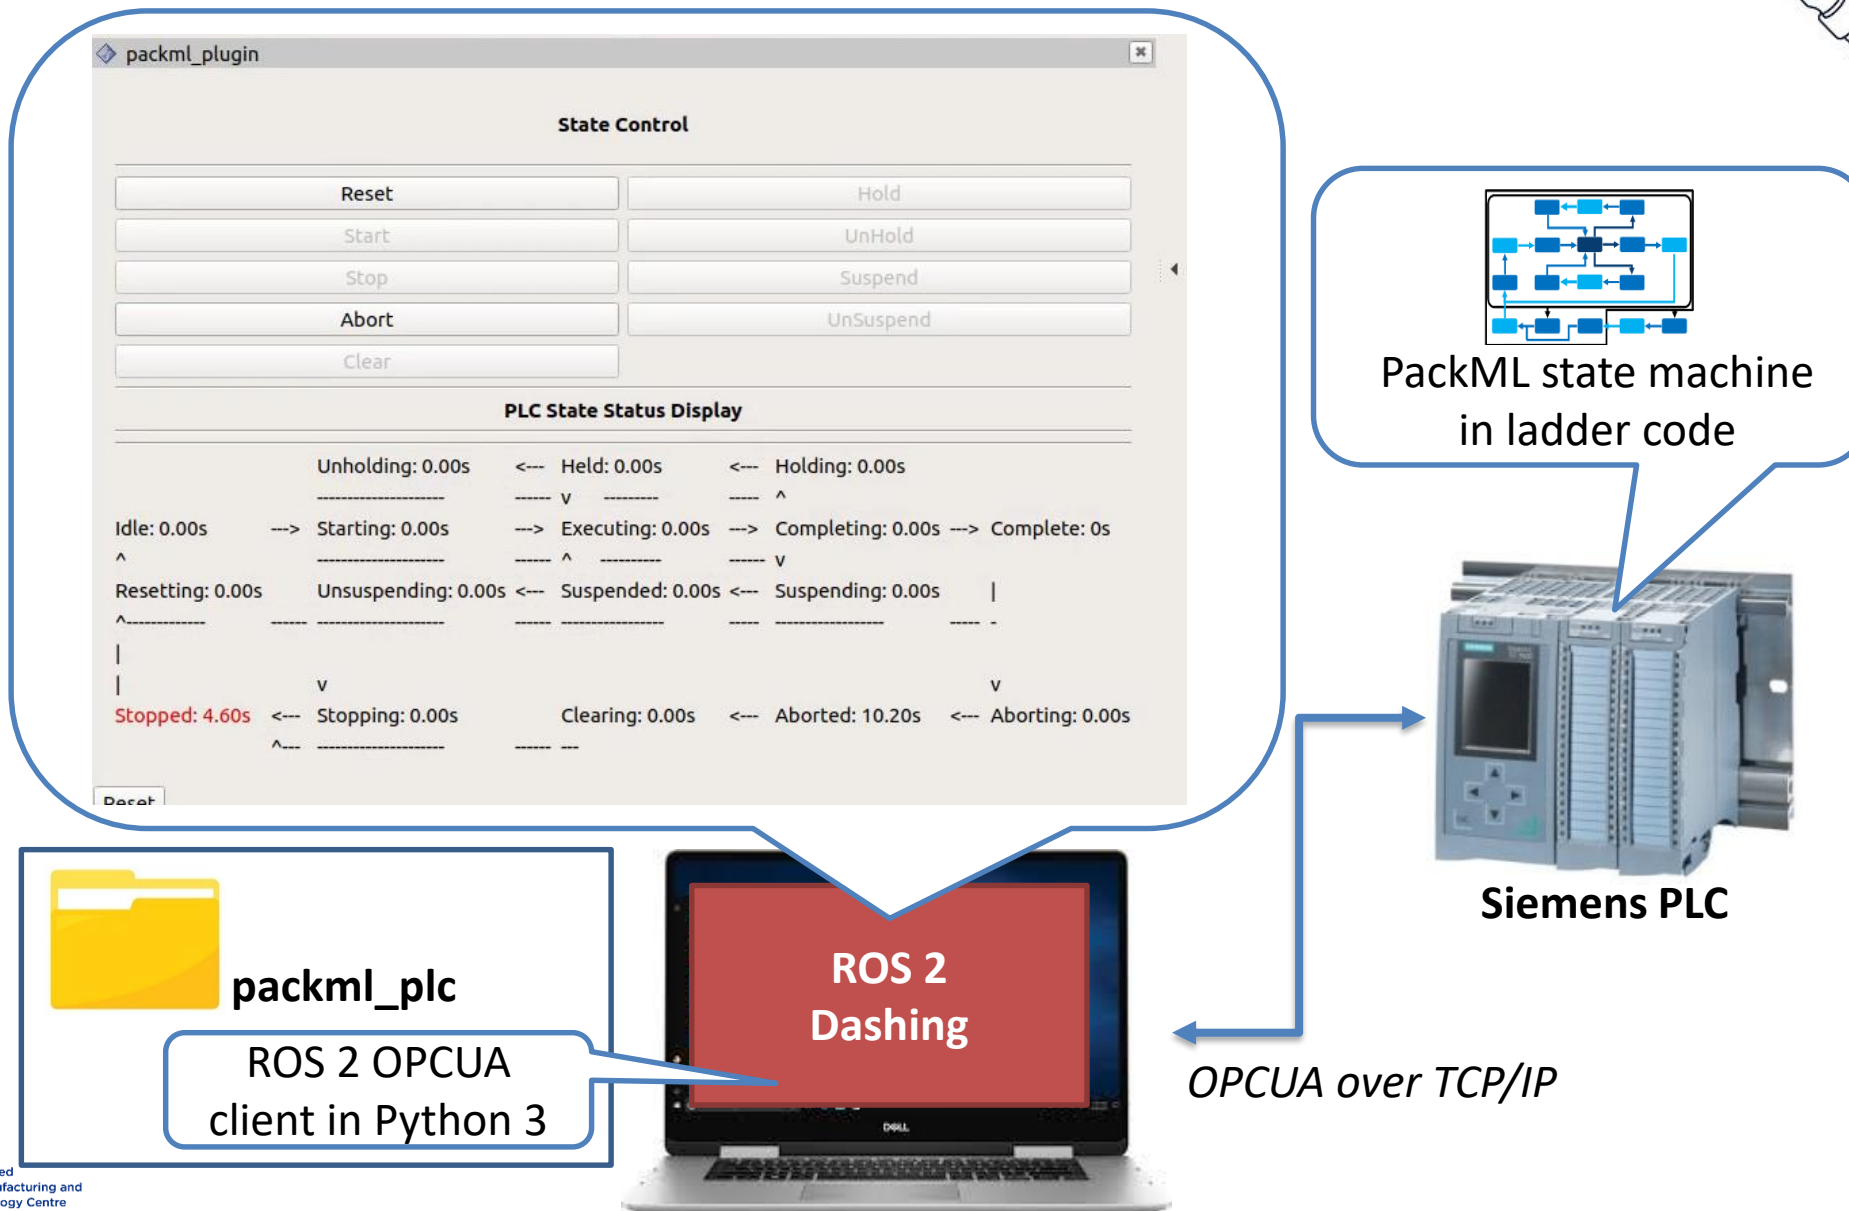 packml_plugin
State Control
Reset Hold
Start UnHold
Stop Suspend
Abort UnSuspend
Clear
PLC State Status Display
Unholding: 0.00s <--- Held: 0.00s <--- Holding: 0.00s
--------------------- ------ v --------- ----- ^
Idle: 0.00s ---> Starting: 0.00s ---> Executing: 0.00s ---> Completing: 0.00s ---> Complete: 0s
^ --------------------- ------ ^ ---------- ------ v
Resetting: 0.00s Unsuspending: 0.00s <--- Suspended: 0.00s <--- Suspending: 0.00s |
^------------- ------ --------------------- ------ ----------------- ----- ------------------ ----- -
|
| v v
Stopped: 4.60s <--- Stopping: 0.00s Clearing: 0.00s <--- Aborted: 10.20s <--- Aborting: 0.00s
^--- --------------------- ------ ---
Reset
PackML state machine
in ladder code
Siemens PLC
packml_plc
ROS 2 OPCUA
client in Python 3
ROS 2
Dashing
DELL
OPCUA over TCP/IP
ogy Centre